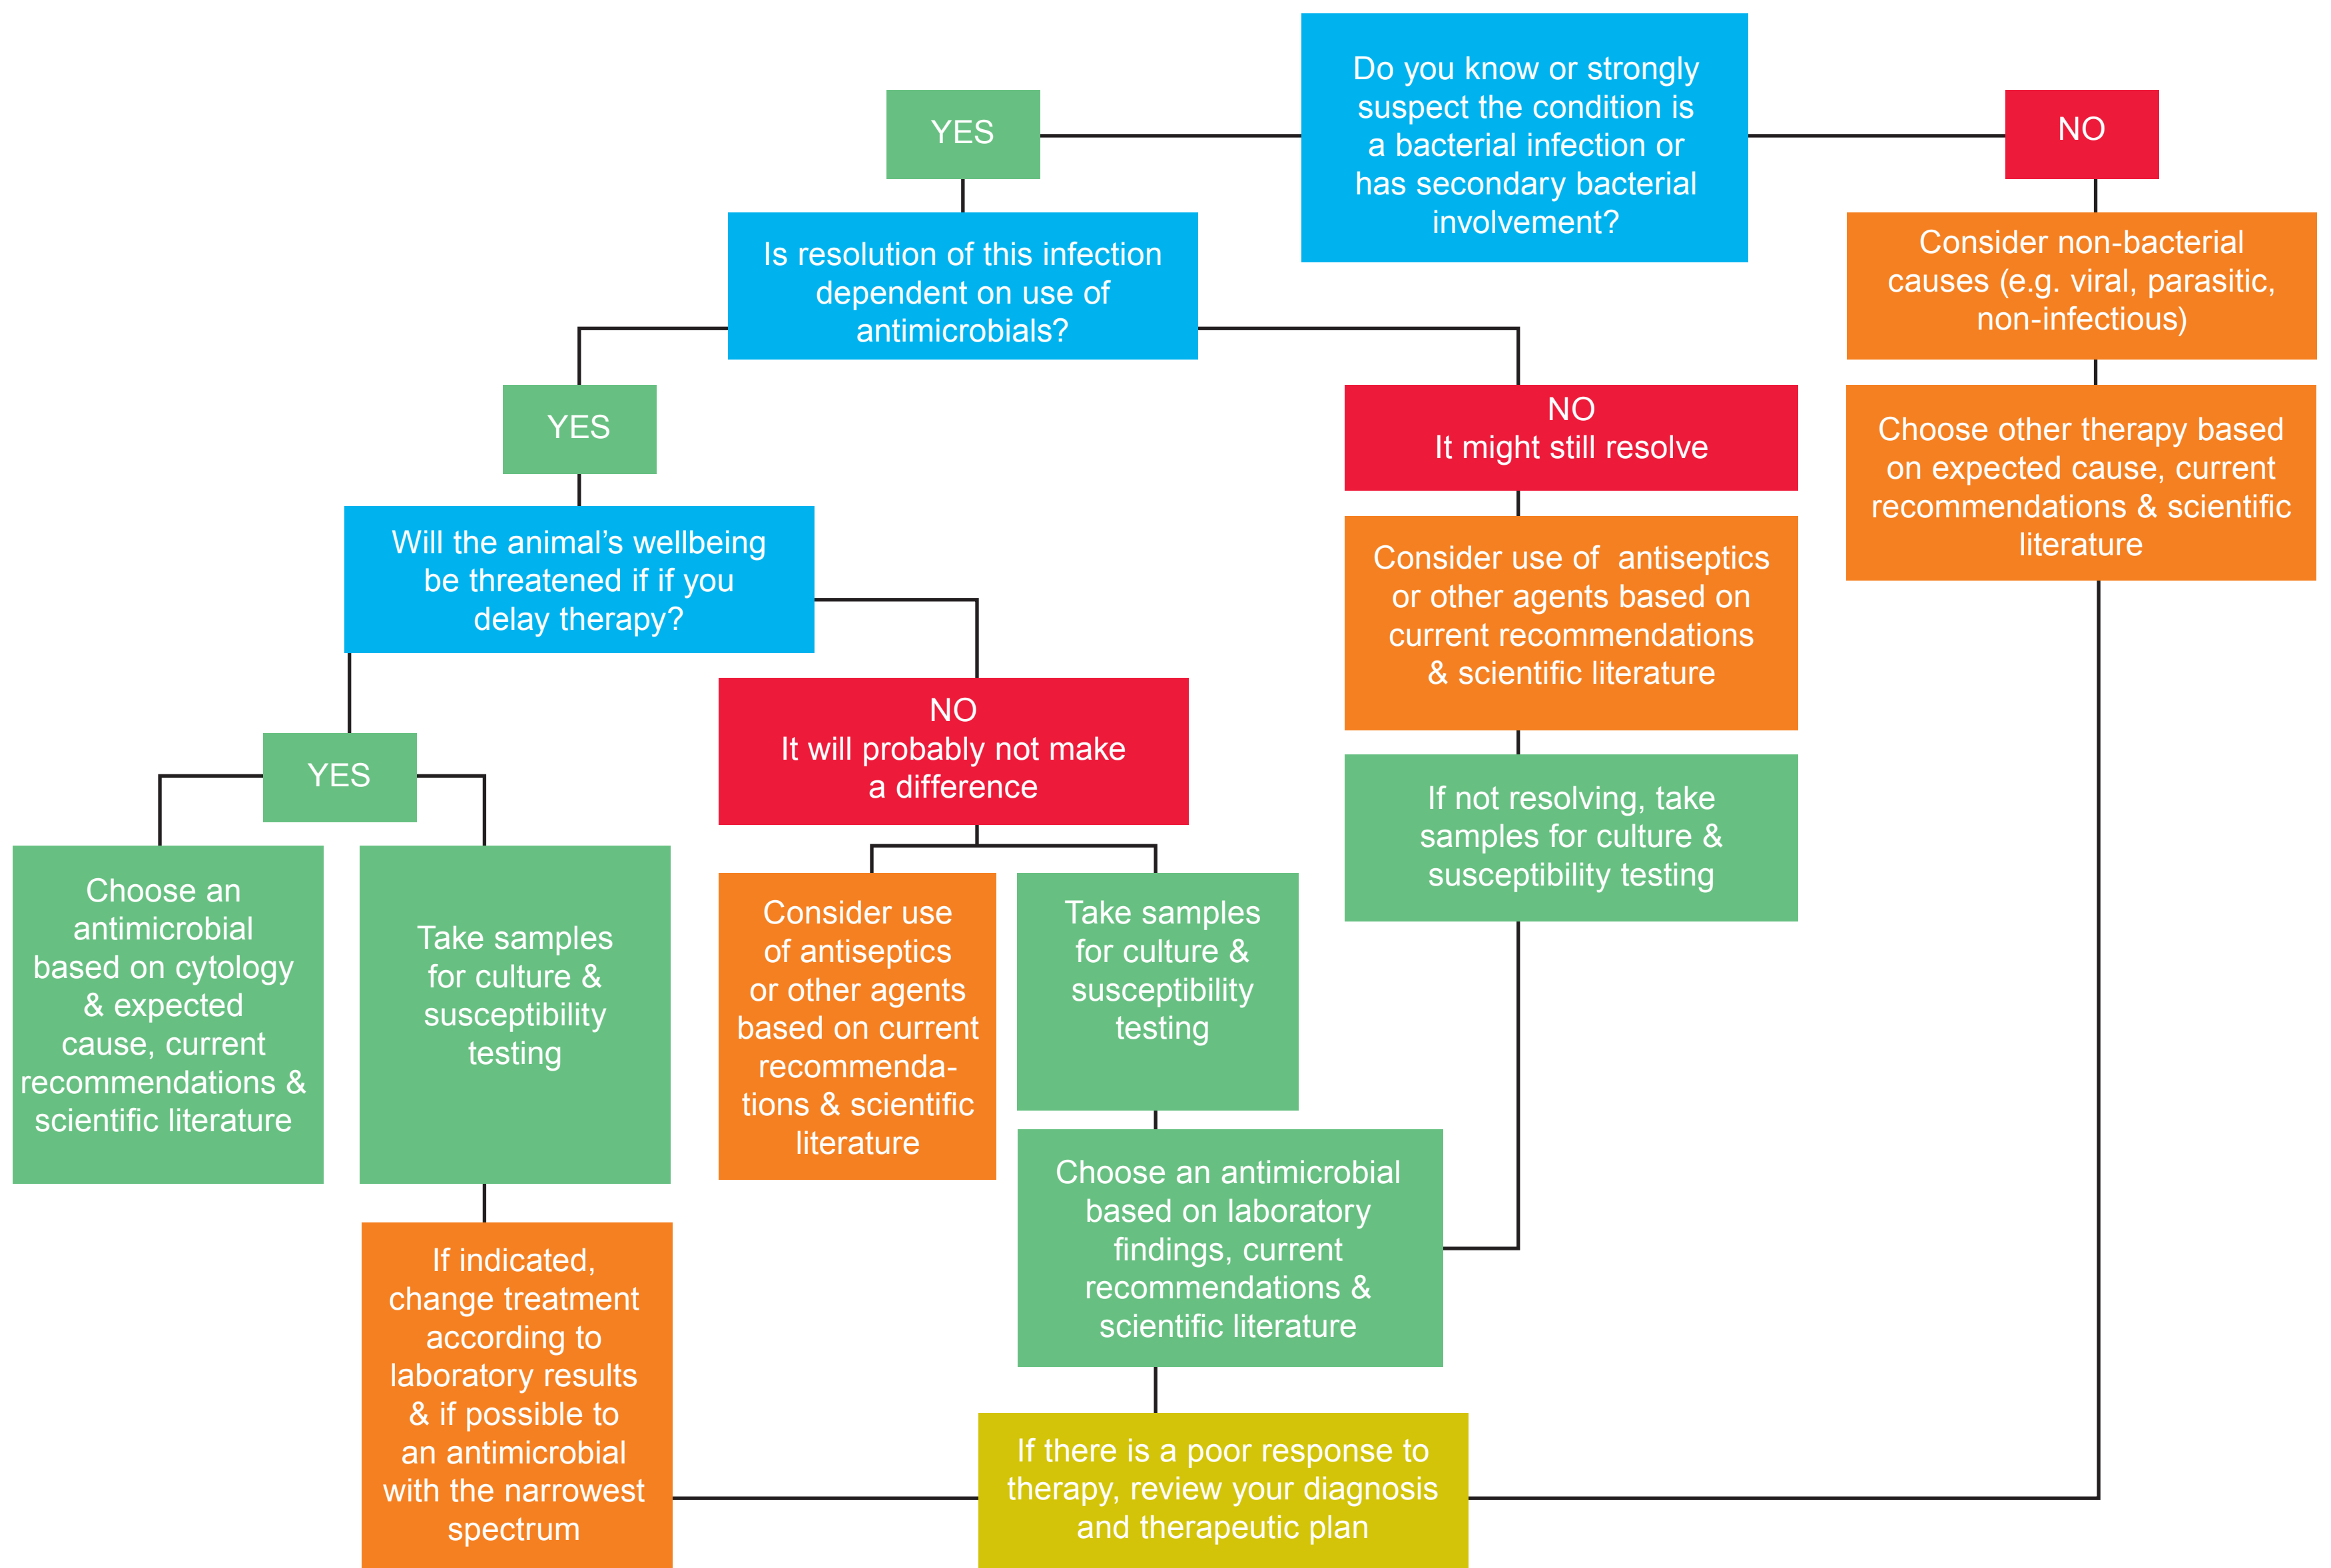 Do you know or strongly
suspect the condition is
a bacterial infection or
has secondary bacterial
involvement?
YES
NO
Is resolution of this infection
dependent on use of
antimicrobials?
Consider non-bacterial
causes (e.g. viral, parasitic,
non-infectious)
YES
NO
It might still resolve
Choose other therapy based
on expected cause, current
recommendations & scientific
literature
Will the animal’s wellbeing
be threatened if if you
delay therapy?
Consider use of  antiseptics
or other agents based on
current recommendations
& scientific literature
YES
NO
It will probably not make
a difference
If not resolving, take
samples for culture &
susceptibility testing
Choose an
antimicrobial
based on cytology
& expected
cause, current
recommendations &
scientific literature
Take samples
for culture &
susceptibility
testing
Consider use
of antiseptics
or other agents
based on current
recommenda-
tions & scientific
literature
Take samples
for culture &
susceptibility
testing
Choose an antimicrobial
based on laboratory
findings, current
recommendations &
scientific literature
If indicated,
change treatment
according to
laboratory results
& if possible to
an antimicrobial
with the narrowest
spectrum
If there is a poor response to
therapy, review your diagnosis
and therapeutic plan